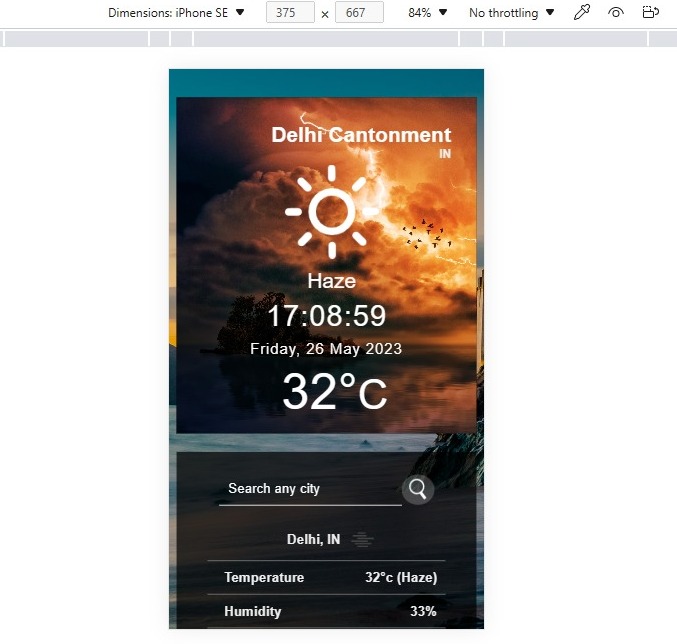 Dimensions: iPhone SE 375 x 667 84% No throttling
Delhi Cantonment
IN
Haze
17:08:59
Friday, 26 May 2023
32°C
Search any city
Delhi, IN
Temperature 32°c (Haze)
Humidity 33%